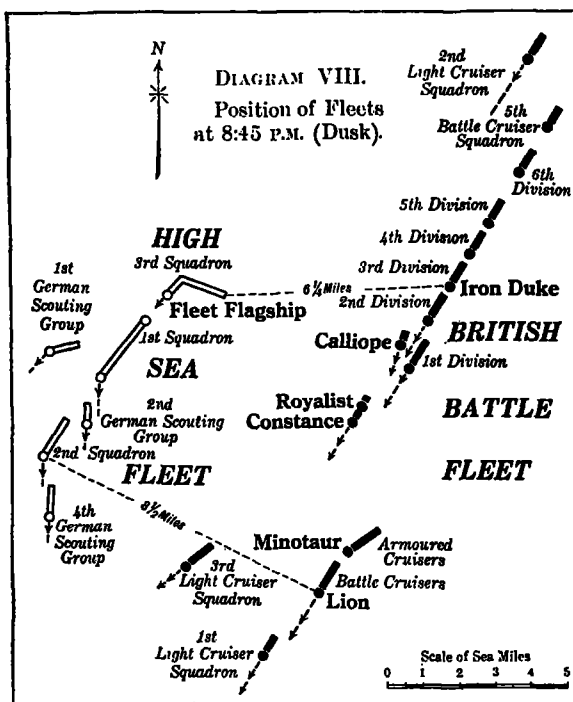 N
DIAGRAM VIII.
Position of Fleets
at 8:45 P.M. (Dusk).
2nd
Light Cruiser
Squadron
5th
Battle Cruiser
Squadron
6th
Division
5th Division
4th Division
3rd Division
2nd Division
Iron Duke
HIGH
3rd Squadron
6¼ Miles
Fleet Flagship
1st
German
Scouting
Group
1st Squadron
SEA
Calliope
BRITISH
1st Division
Royalist
Constance
BATTLE
2nd
German Scouting
Group
2nd Squadron
FLEET
FLEET
4th
German
Scouting
Group
8½ Miles
Minotaur
Armoured
Cruisers
3rd
Light Cruiser
Squadron
Battle Cruisers
Lion
1st
Light Cruiser
Squadron
Scale of Sea Miles
0 1 2 3 4 5